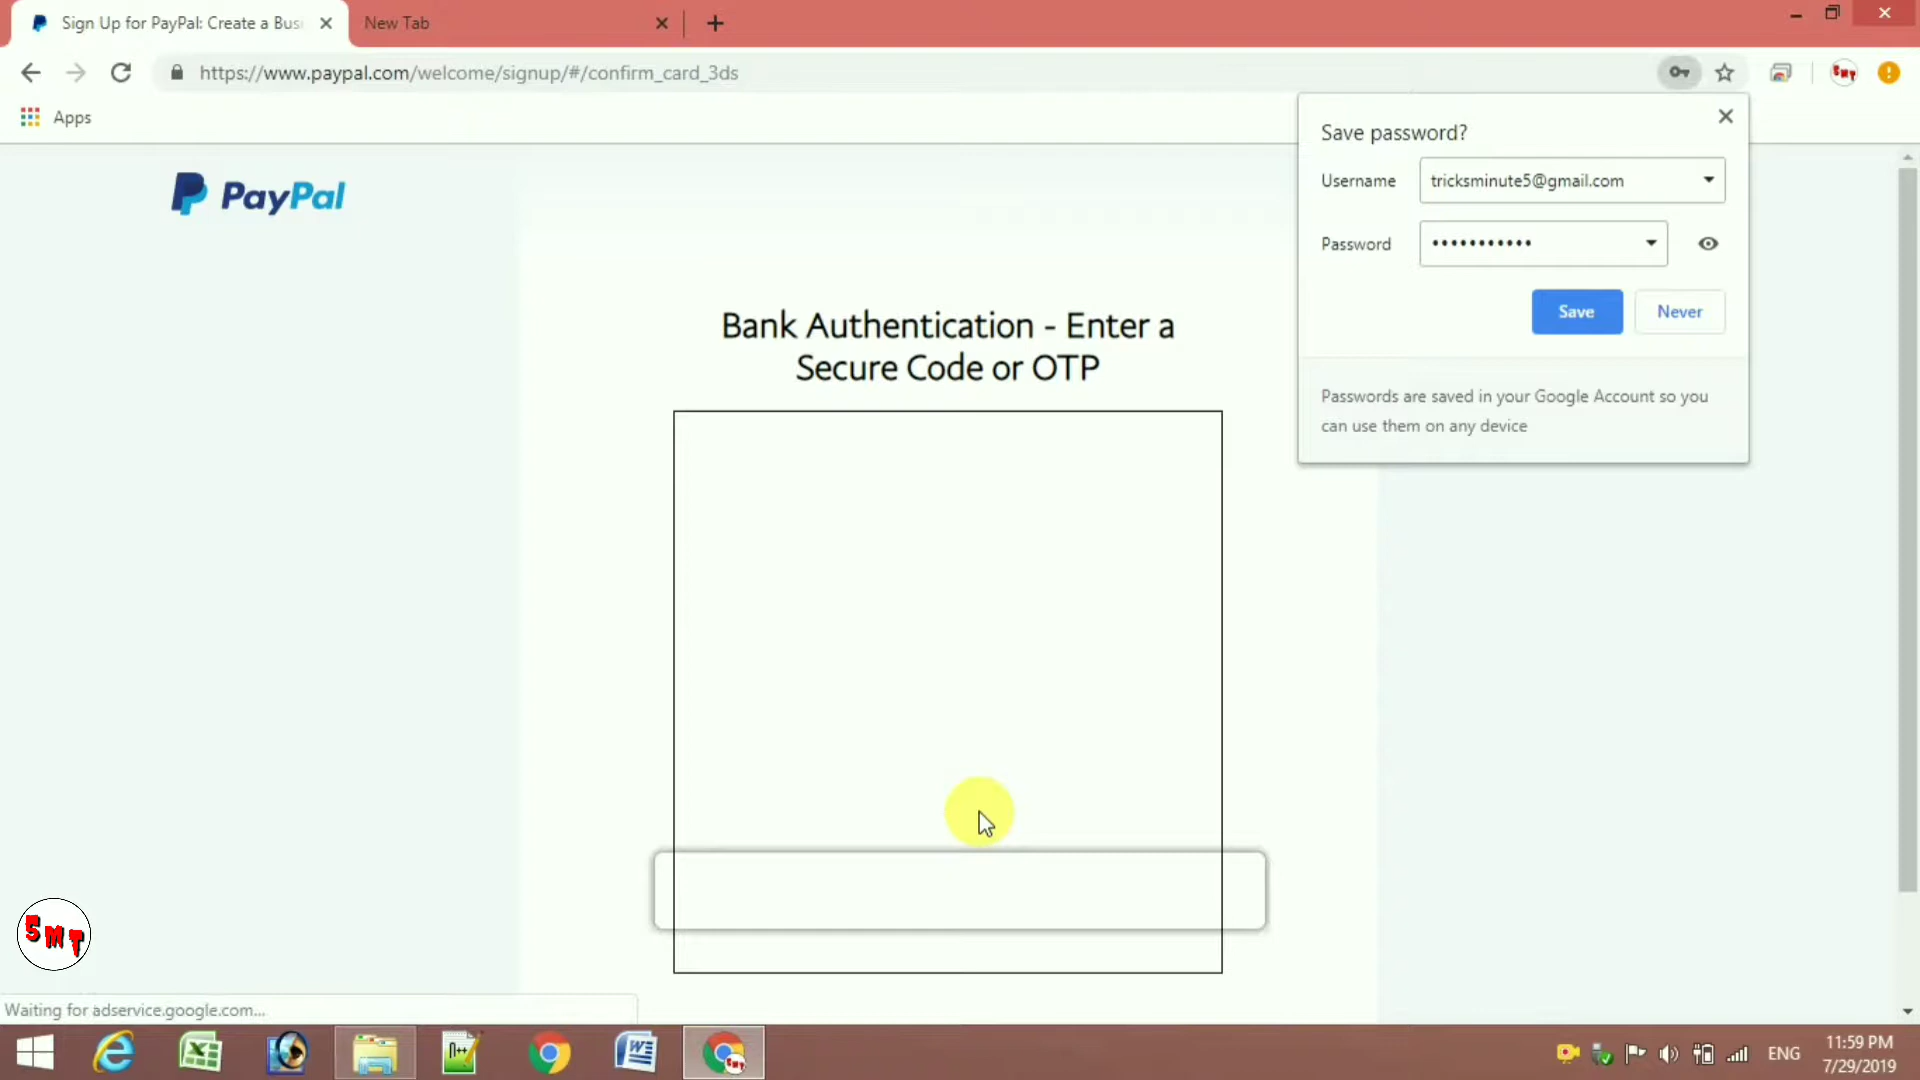 Sign Up for PayPal: Create a Busi
New Tab
https://www.paypal.com/welcome/signup/#/confirm_card_3ds
SMT
Apps
PayPal
Save password?
Username
tricksminute5@gmail.com
Password
•••••••••••
Save
Never
Passwords are saved in your Google Account so you
can use them on any device
Bank Authentication - Enter a
Secure Code or OTP
5MT
Waiting for adservice.google.com...
ENG
11:59 PM
7/29/2019